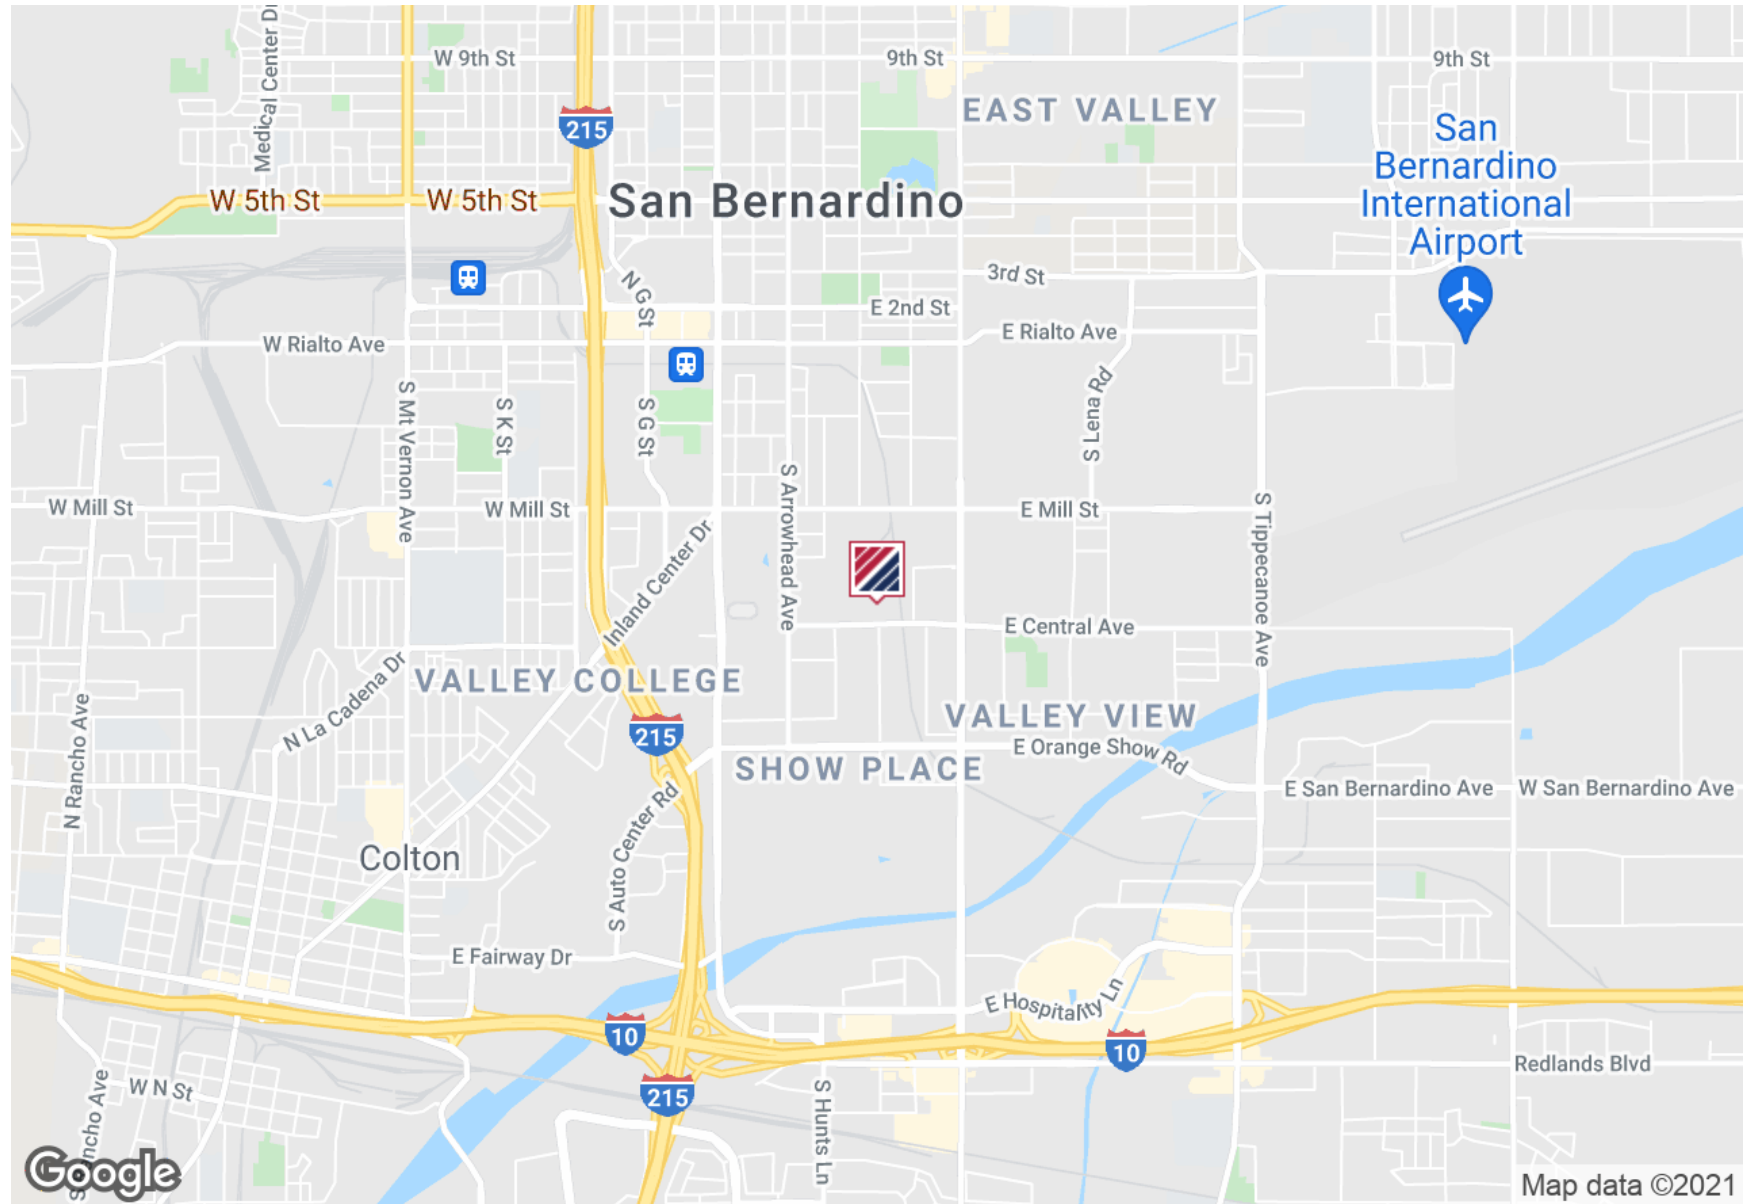 W 9th St
9th St
9th St
Medical Center Dr
215
EAST VALLEY
San
Bernardino
International
Airport
W 5th St
W 5th St
San Bernardino
N G St
3rd St
E 2nd St
W Rialto Ave
E Rialto Ave
S Mt Vernon Ave
S K St
S G St
S Lena Rd
S Arrowhead Ave
S Tippecanoe Ave
W Mill St
W Mill St
E Mill St
Inland Center Dr
E Central Ave
N La Cadena Dr
VALLEY COLLEGE
N Rancho Ave
215
VALLEY VIEW
E Orange Show Rd
SHOW PLACE
E San Bernardino Ave
W San Bernardino Ave
S Auto Center Rd
Colton
E Fairway Dr
E Hospitality Ln
10
10
Redlands Blvd
W N St
215
S Hunts Ln
S Rancho Ave
Google
Map data ©2021